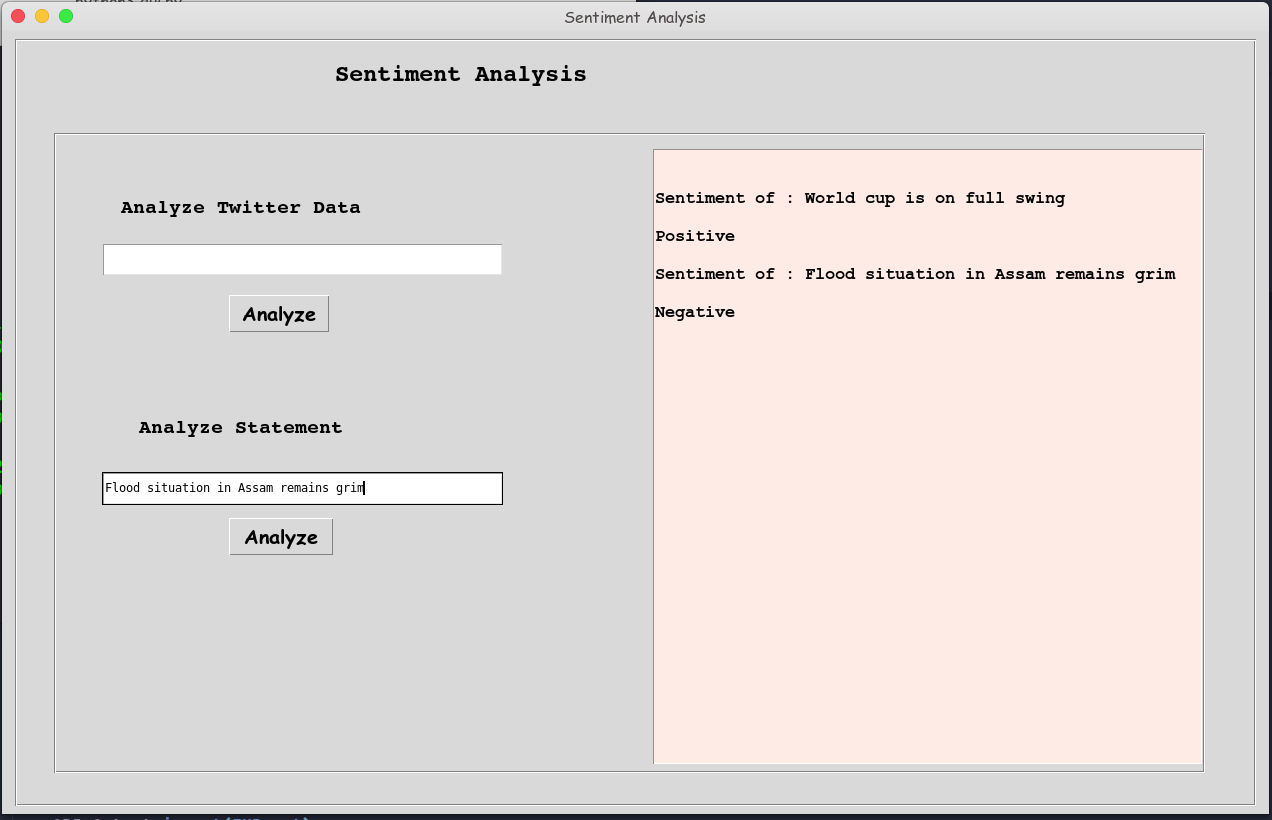 Sentiment Analysis
Sentiment Analysis
Analyze Twitter Data
Analyze
Analyze Statement
Flood situation in Assam remains grim
Analyze
Sentiment of : World cup is on full swing
Positive
Sentiment of : Flood situation in Assam remains grim
Negative